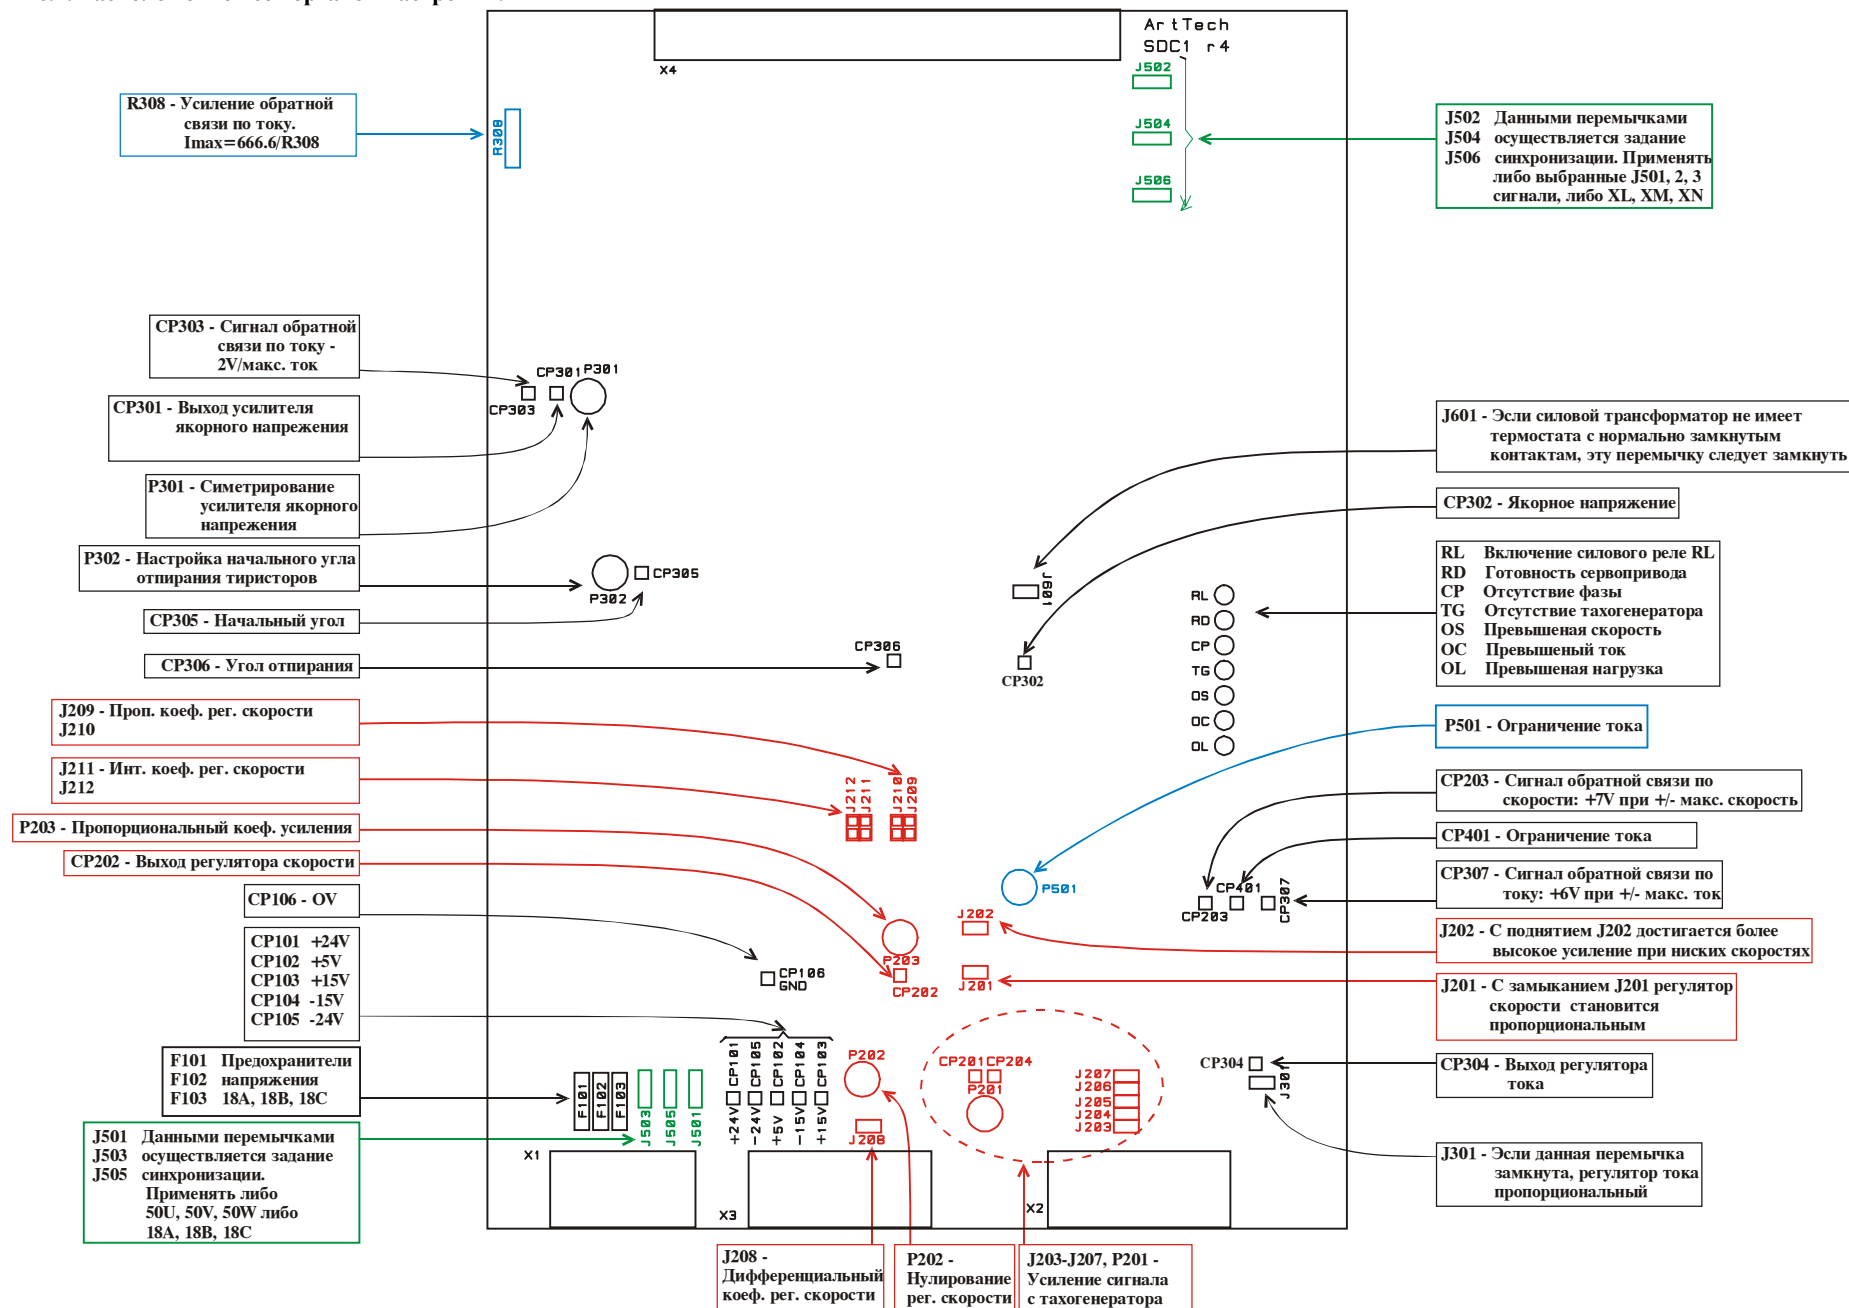 ArtTech
SDC1 r4
X4
J502
J504
J506
R308
R308 - Усиление обратной
связи по току.
Imax=666.6/R308
J502 Данными перемычками
J504 осуществляется задание
J506 синхронизации. Применять
либо выбранные J501, 2, 3
сигнали, либо XL, XM, XN
CP303 - Сигнал обратной
связи по току -
2V/макс. ток
CP301 P301
CP303
CP301 - Выход усилителя
якорного напрежения
P301 - Симетрирование
усилителя якорного
напрежения
P302 - Настройка начального угла
отпирания тиристоров
CP305
P302
CP305 - Начальный угол
CP306 - Угол отпирания
CP306
J601 - Эсли силовой трансформатор не имеет
термостата с нормально замкнутым
контактам, эту перемычку следует замкнуть
CP302 - Якорное напряжение
J601
CP302
RL
RD
CP
TG
OS
OC
OL
RL Включение силового реле RL
RD Готовность сервопривода
CP Отсутствие фазы
TG Отсутствие тахогенератора
OS Превышеная скорость
OC Превышеный ток
OL Превышеная нагрузка
J209 - Проп. коеф. рег. скорости
J210
J211 - Инт. коеф. рег. скорости
J212
J212
J211
J210
J209
P203 - Пропорциональный коеф. усиления
CP202 - Выход регулятора скорости
P501 - Ограничение тока
P501
CP203 - Сигнал обратной связи по
скорости: +7V при +/- макс. скорость
CP401 - Ограничение тока
CP307 - Сигнал обратной связи по
току: +6V при +/- макс. ток
CP401
CP203
CP307
CP106 - OV
CP101 +24V
CP102 +5V
CP103 +15V
CP104 -15V
CP105 -24V
CP106
GND
P203
CP202
J202
J201
J202 - С поднятием J202 достигается более
высокое усиление при ниских скоростях
J201 - С замыканием J201 регулятор
скорости становится
пропорциональным
F101 Предохранители
F102 напряжения
F103 18A, 18B, 18C
F101
F102
F103
J503
J505
J501
CP101
CP105
CP102
CP104
CP103
+24V
-24V
+5V
-15V
+15V
P202
J208
CP201 CP204
P201
J207
J206
J205
J204
J203
CP304
J301
CP304 - Выход регулятора
тока
J501 Данными перемычками
J503 осуществляется задание
J505 синхронизации.
Применять либо
50U, 50V, 50W либо
18A, 18B, 18C
J301 - Эсли данная перемычка
замкнута, регулятор тока
пропорциональный
X1
X3
X2
J208 -
Дифференциальный
коеф. рег. скорости
P202 -
Нулирование
рег. скорости
J203-J207, P201 -
Усиление сигнала
с тахогенератора